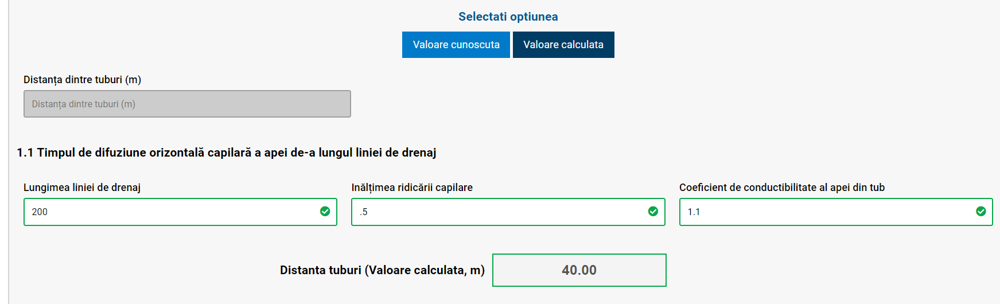 Selectati optiunea
Valoare cunoscuta Valoare calculata
Distanța dintre tuburi (m)
Distanța dintre tuburi (m)
1.1 Timpul de difuziune orizontală capilară a apei de-a lungul liniei de drenaj
Lungimea liniei de drenaj Inălțimea ridicării capilare Coeficient de conductibilitate al apei din tub
200 .5 1.1
Distanta tuburi (Valoare calculata, m) 40.00